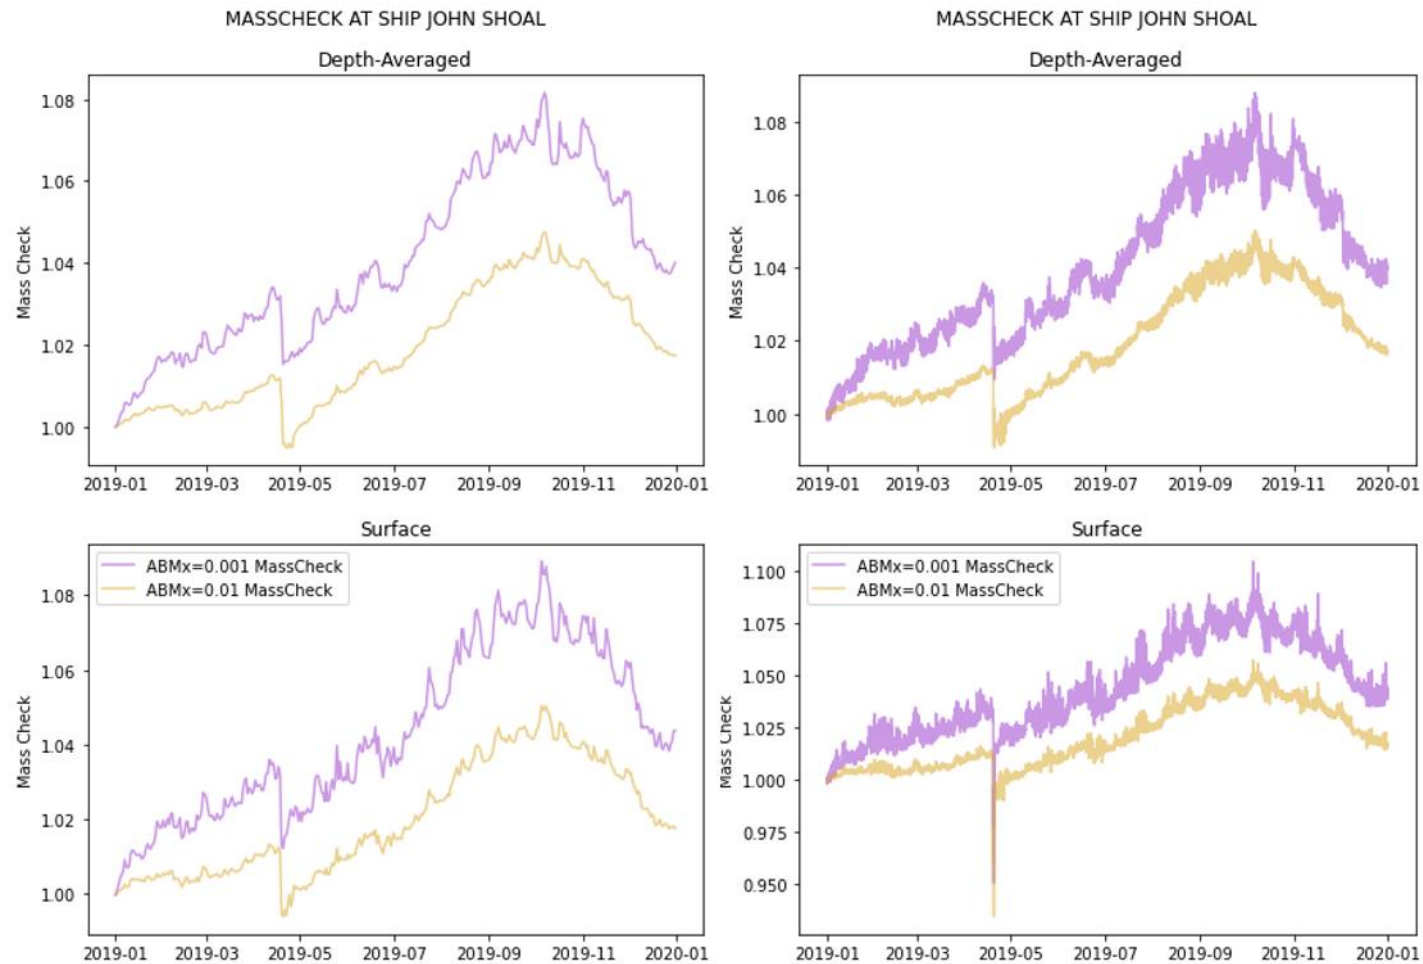 MASSCHECK AT SHIP JOHN SHOAL
Depth-Averaged
Mass Check
1.08
1.06
1.04
1.02
1.00
2019-01 2019-03 2019-05 2019-07 2019-09 2019-11 2020-01
MASSCHECK AT SHIP JOHN SHOAL
Depth-Averaged
Mass Check
1.08
1.06
1.04
1.02
1.00
2019-01 2019-03 2019-05 2019-07 2019-09 2019-11 2020-01
Surface
ABMx=0.001 MassCheck
ABMx=0.01 MassCheck
Mass Check
1.08
1.06
1.04
1.02
1.00
2019-01 2019-03 2019-05 2019-07 2019-09 2019-11 2020-01
Surface
ABMx=0.001 MassCheck
ABMx=0.01 MassCheck
Mass Check
1.100
1.075
1.050
1.025
1.000
0.975
0.950
2019-01 2019-03 2019-05 2019-07 2019-09 2019-11 2020-01